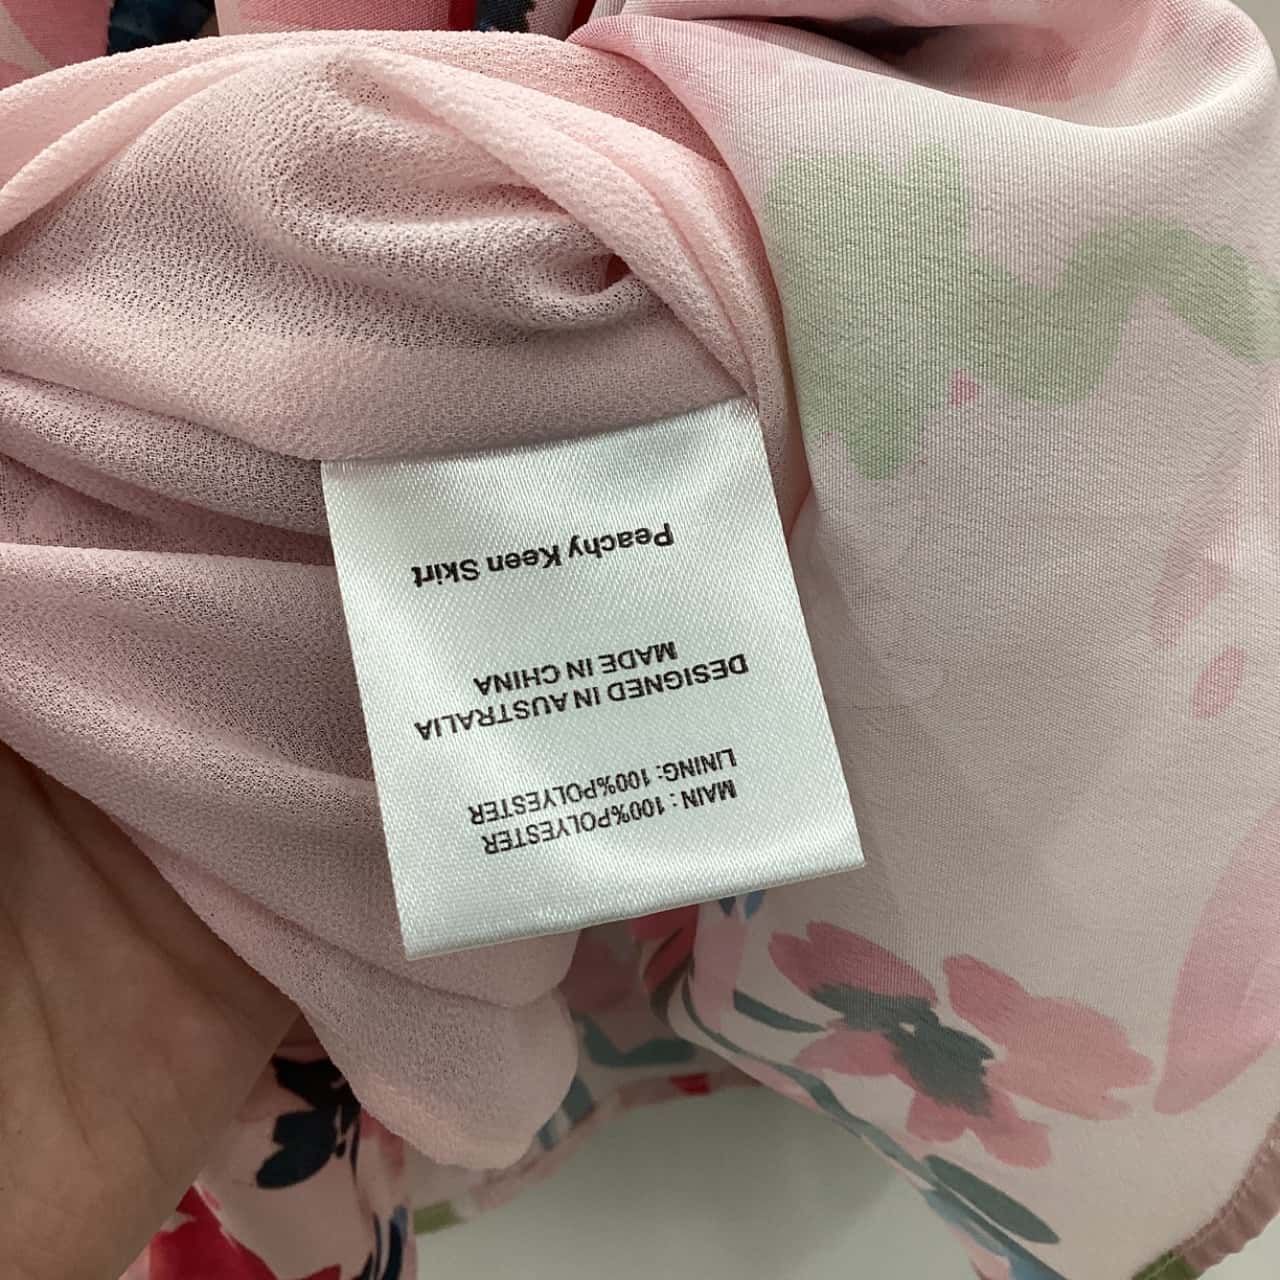 MAIN : 100%POLYESTER
LINING: 100%POLYESTER
DESIGNED IN AUSTRALIA
MADE IN CHINA
Peachy Keen Skirt